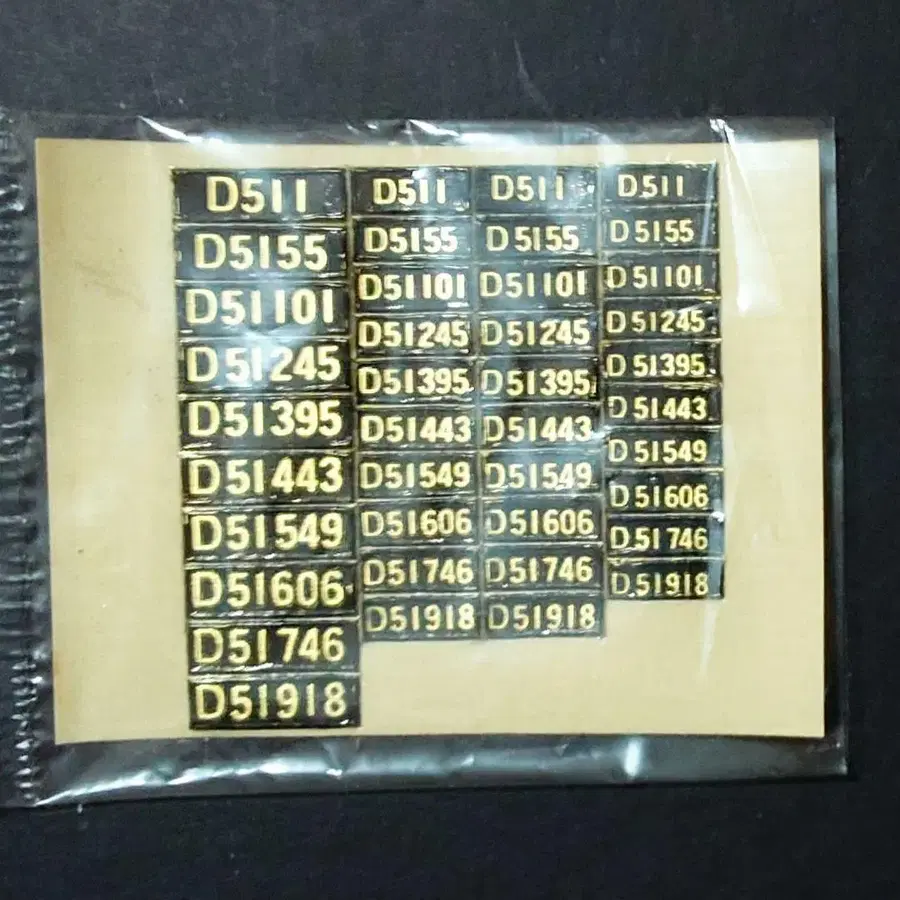 D511 D511 D511 D511
D5155 D5155 D5155 D5155
D51101 D51101 D51101 D51101
D51245 D51245 D51245 D51245
D51395 D51395 D51395 D51395
D51443 D51443 D51443 D51443
D51549 D51549 D51549 D51549
D51606 D51606 D51606 D51606
D51746 D51746 D51746 D51746
D51918 D51918 D51918 D51918